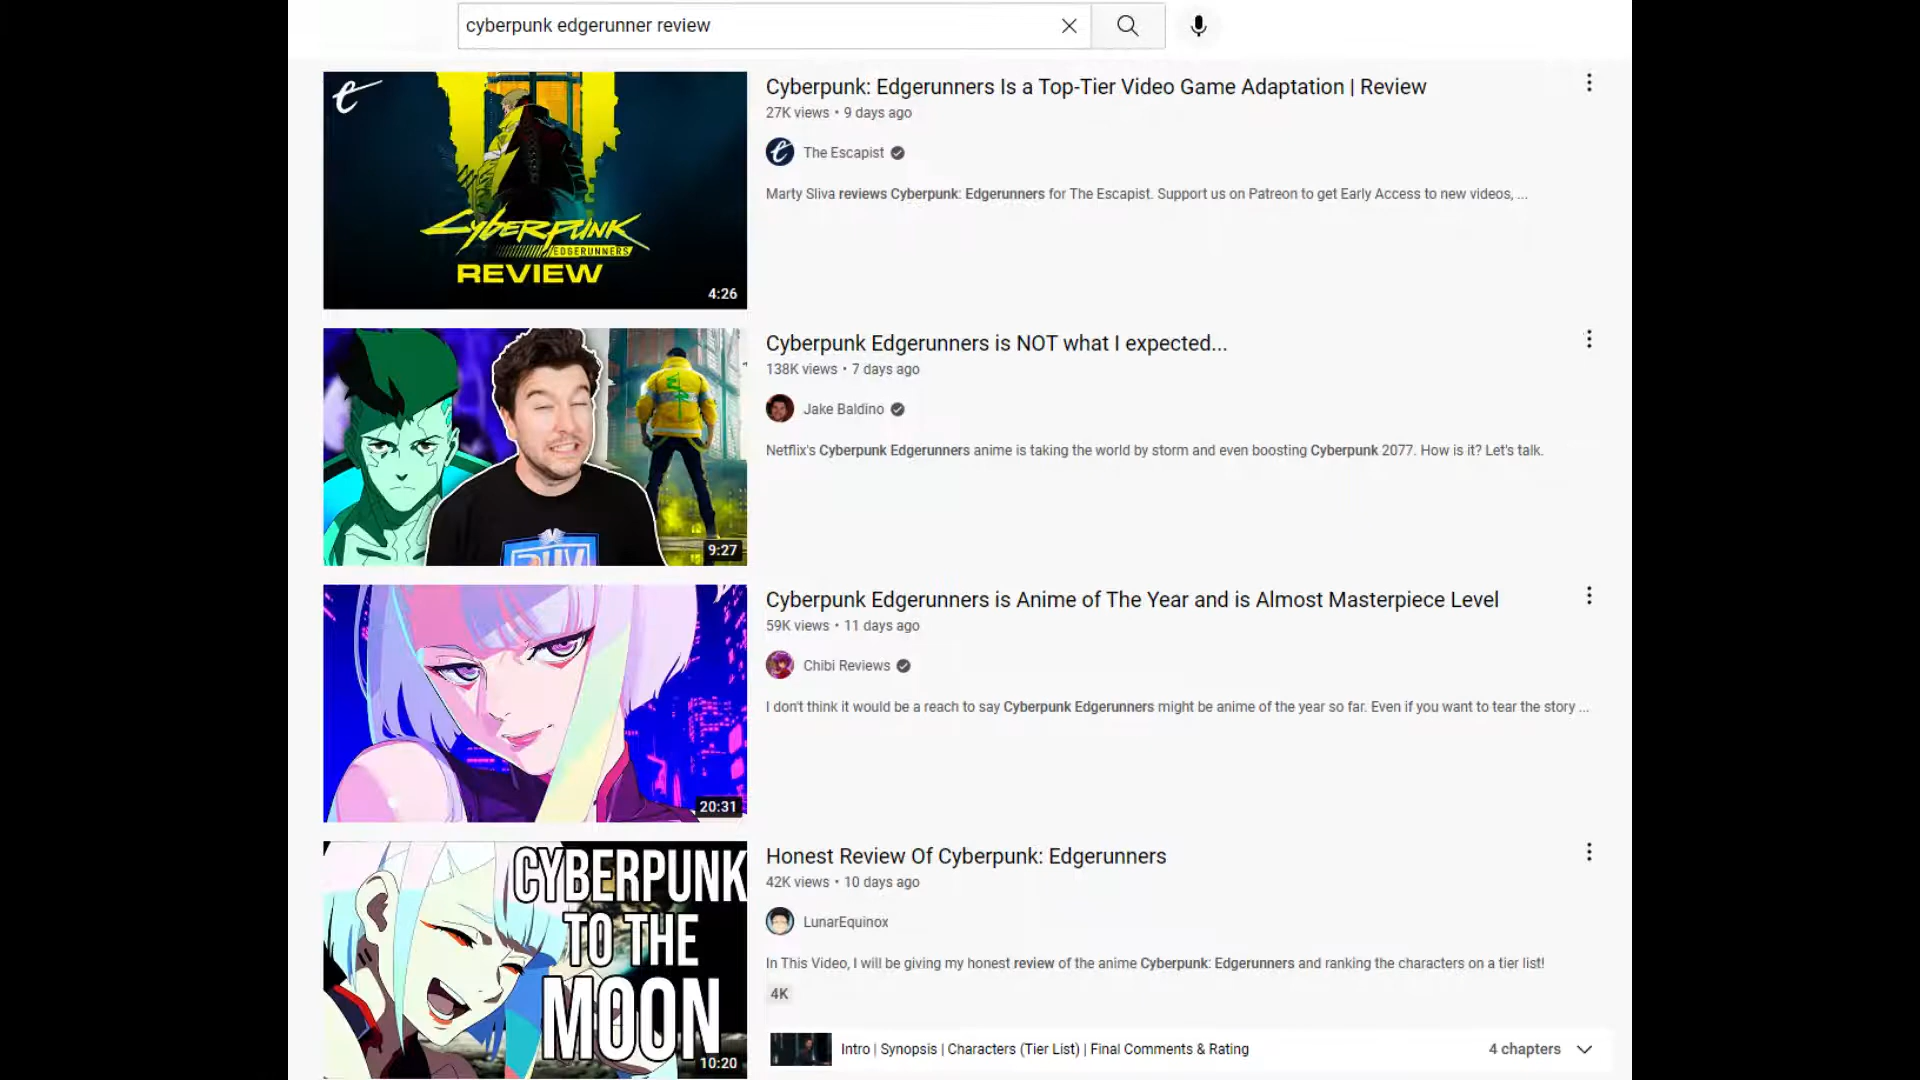 cyberpunk edgerunner review
CYBERPUNK
EDGERUNNERS
REVIEW
4:26
Cyberpunk: Edgerunners Is a Top-Tier Video Game Adaptation | Review
27K views • 9 days ago
The Escapist
Marty Sliva reviews Cyberpunk: Edgerunners for The Escapist. Support us on Patreon to get Early Access to new videos, ...
9:27
Cyberpunk Edgerunners is NOT what I expected...
138K views • 7 days ago
Jake Baldino
Netflix's Cyberpunk Edgerunners anime is taking the world by storm and even boosting Cyberpunk 2077. How is it? Let's talk.
20:31
Cyberpunk Edgerunners is Anime of The Year and is Almost Masterpiece Level
59K views • 11 days ago
Chibi Reviews
I don't think it would be a reach to say Cyberpunk Edgerunners might be anime of the year so far. Even if you want to tear the story ...
CYBERPUNK
TO THE
MOON
10:20
Honest Review Of Cyberpunk: Edgerunners
42K views • 10 days ago
LunarEquinox
In This Video, I will be giving my honest review of the anime Cyberpunk: Edgerunners and ranking the characters on a tier list!
4K
Intro | Synopsis | Characters (Tier List) | Final Comments & Rating
4 chapters